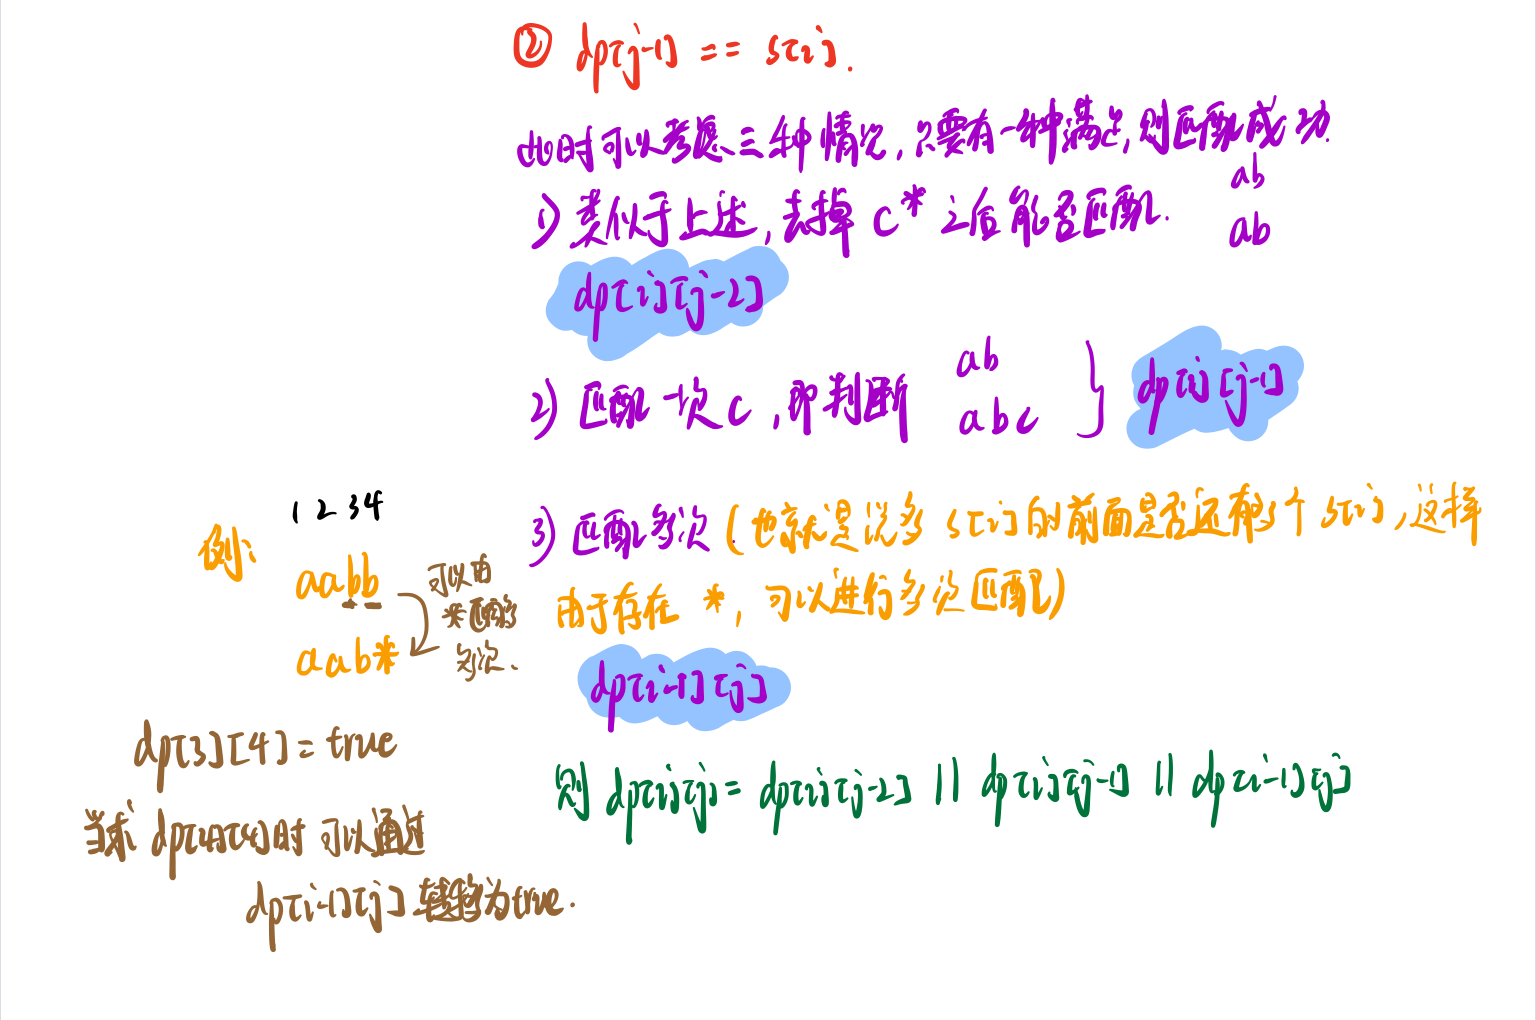 ② dp[j-1] == s[i].
此时可以考虑三种情况,只要有一种满足,则匹配成功.
1) 类似于上述,去掉 c* 之后能否匹配.
ab
ab
dp[i][j-2]
2) 匹配一次c,即判断
ab
abc
dp[i][j-1]
3) 匹配多次 (也就是说多 s[i]的前面是否还有多个 s[i],这样
由于存在 *,可以进行多次匹配)
dp[i-1][j]
则 dp[i][j] = dp[i][j-2] || dp[i][j-1] || dp[i-1][j]
例:
1 2 3 4
aabb
aab*
可以由
*匹配多
次.
dp[3][4] = true
当求 dp[4][4]时 可以通过
dp[i-1][j] 转移为true.